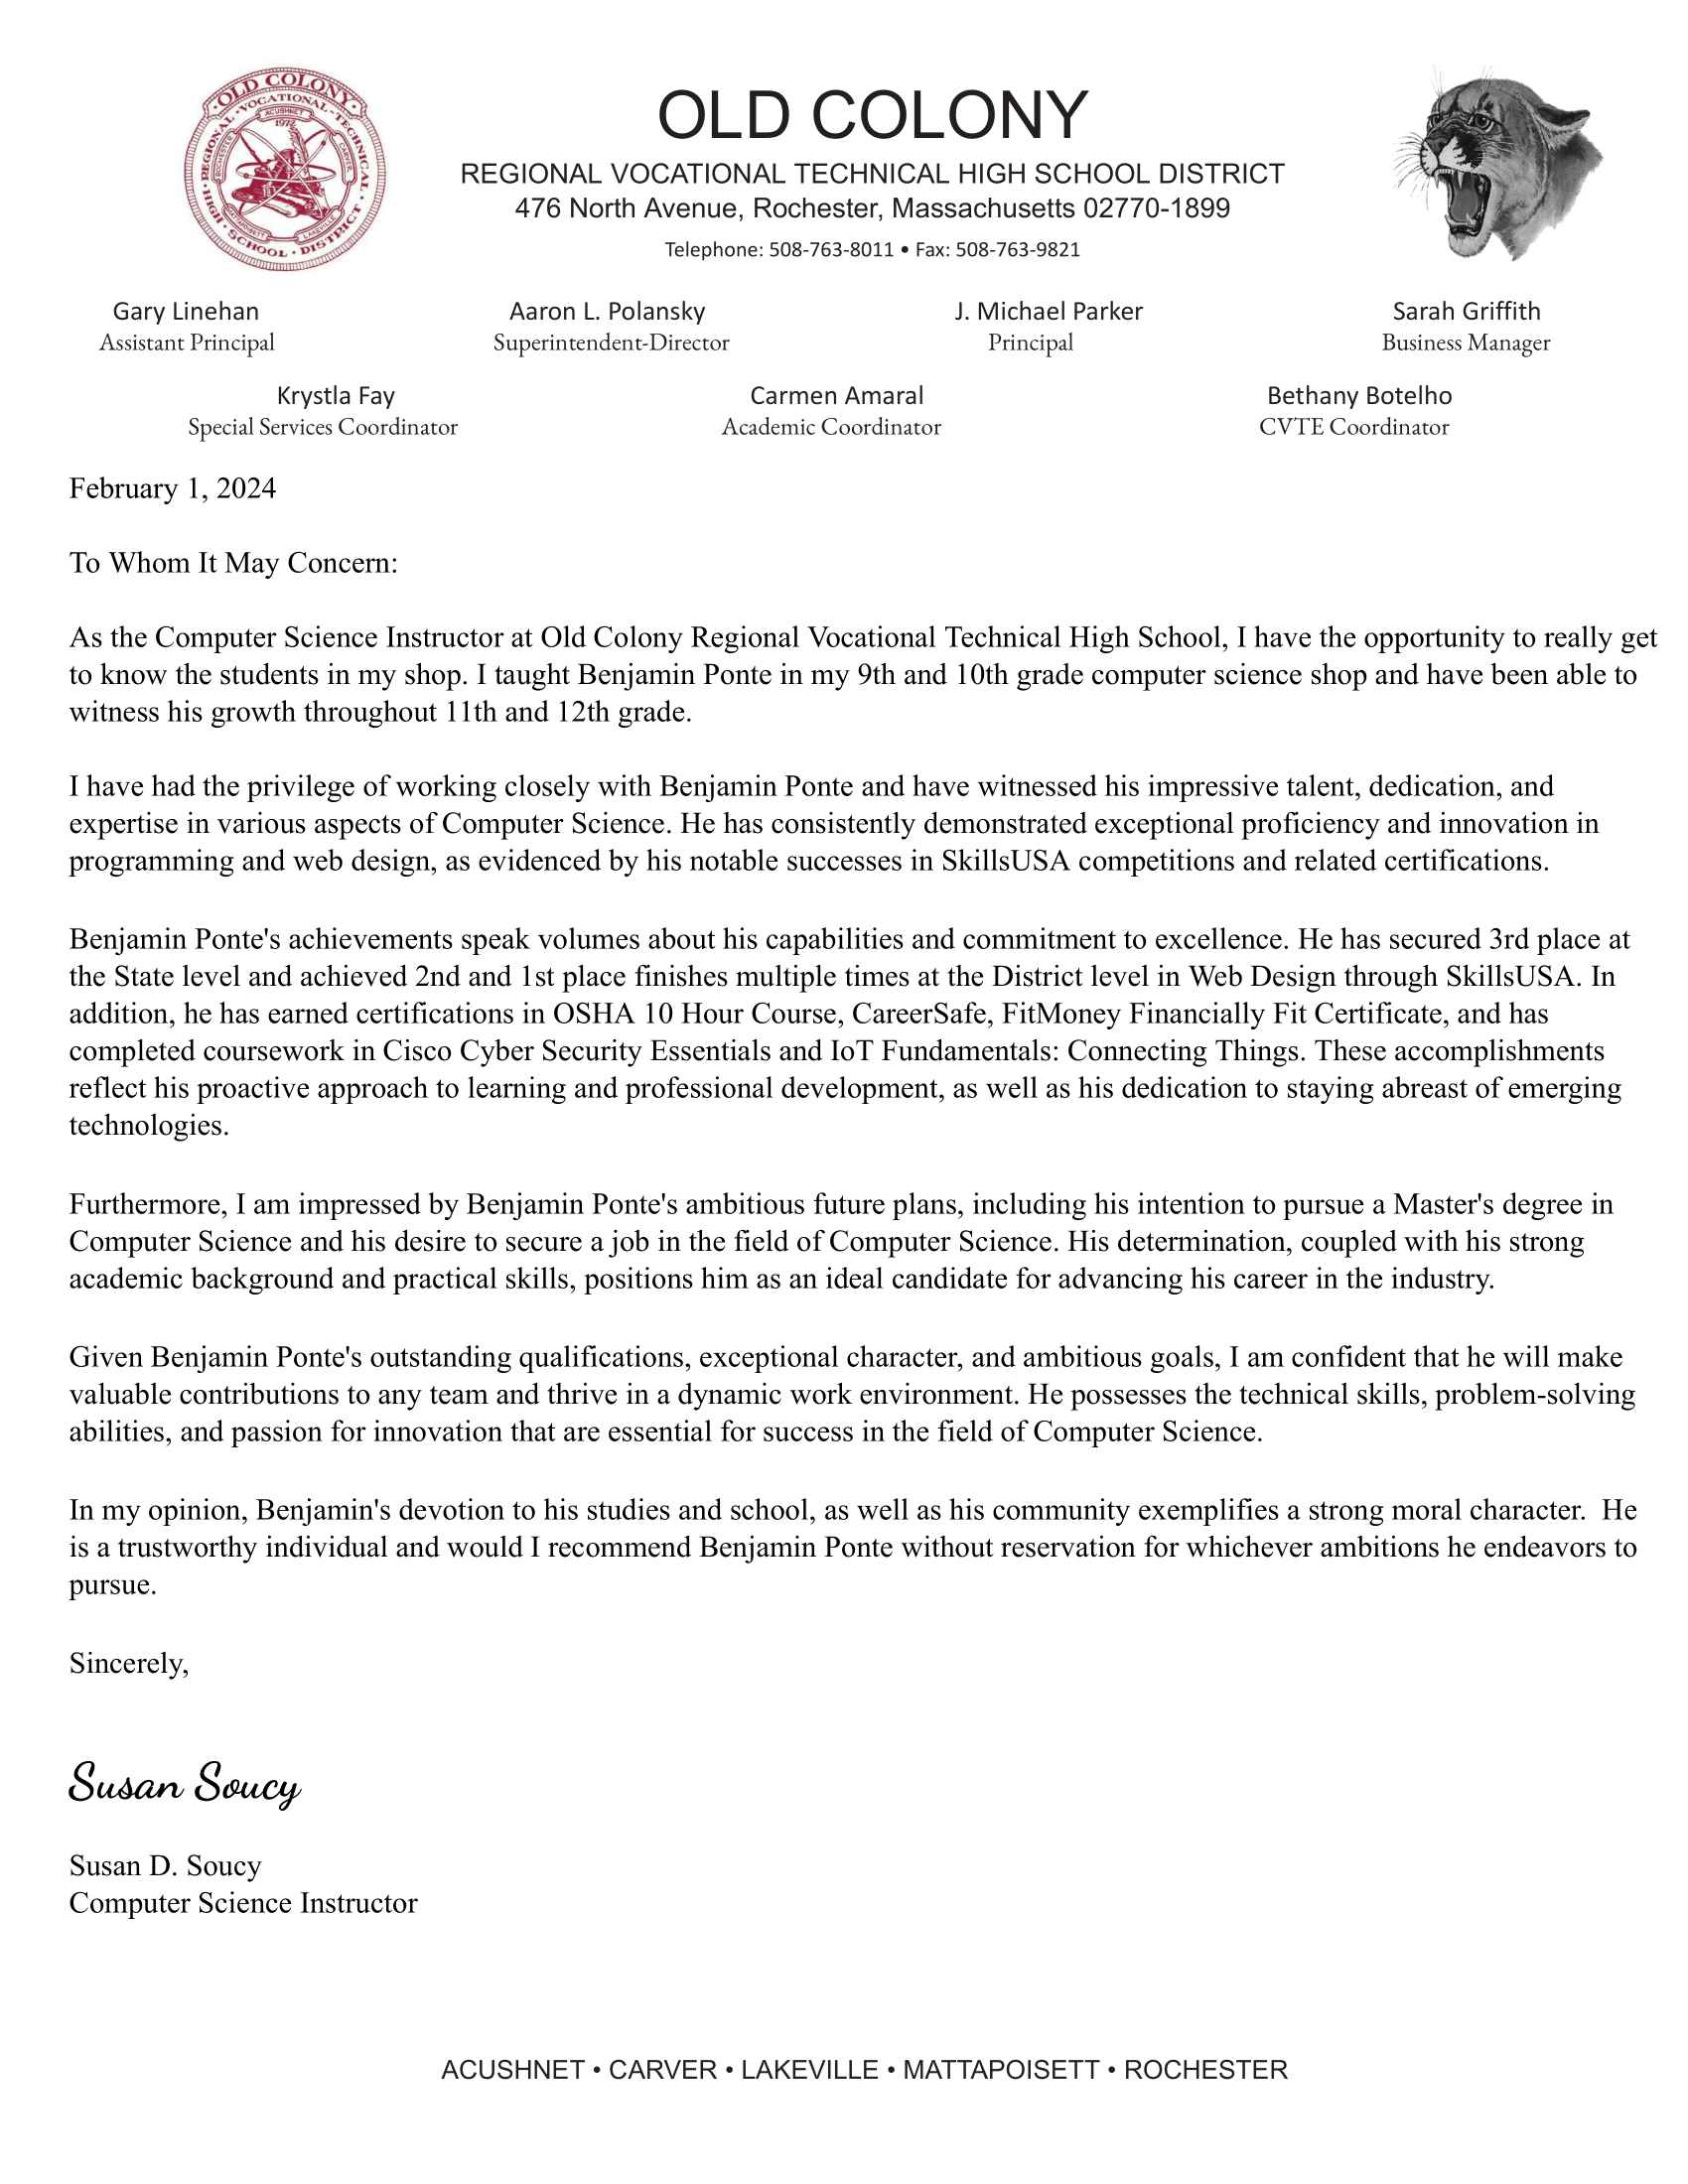 OLD COLONY
REGIONAL VOCATIONAL TECHNICAL HIGH SCHOOL DISTRICT
476 North Avenue, Rochester, Massachusetts 02770-1899
Telephone: 508-763-8011 • Fax: 508-763-9821
OLD COLONY
REGIONAL • VOCATIONAL - TECHNICAL
HIGH • SCHOOL • DISTRICT
ACUSHNET
1972
ROCHESTER
CARVER
MATTAPOISETT
LAKEVILLE
Gary Linehan Aaron L. Polansky J. Michael Parker Sarah Griffith
Assistant Principal Superintendent-Director Principal Business Manager
Krystla Fay Carmen Amaral Bethany Botelho
Special Services Coordinator Academic Coordinator CVTE Coordinator
February 1, 2024
To Whom It May Concern:
As the Computer Science Instructor at Old Colony Regional Vocational Technical High School, I have the opportunity to really get
to know the students in my shop. I taught Benjamin Ponte in my 9th and 10th grade computer science shop and have been able to
witness his growth throughout 11th and 12th grade.
I have had the privilege of working closely with Benjamin Ponte and have witnessed his impressive talent, dedication, and
expertise in various aspects of Computer Science. He has consistently demonstrated exceptional proficiency and innovation in
programming and web design, as evidenced by his notable successes in SkillsUSA competitions and related certifications.
Benjamin Ponte's achievements speak volumes about his capabilities and commitment to excellence. He has secured 3rd place at
the State level and achieved 2nd and 1st place finishes multiple times at the District level in Web Design through SkillsUSA. In
addition, he has earned certifications in OSHA 10 Hour Course, CareerSafe, FitMoney Financially Fit Certificate, and has
completed coursework in Cisco Cyber Security Essentials and IoT Fundamentals: Connecting Things. These accomplishments
reflect his proactive approach to learning and professional development, as well as his dedication to staying abreast of emerging
technologies.
Furthermore, I am impressed by Benjamin Ponte's ambitious future plans, including his intention to pursue a Master's degree in
Computer Science and his desire to secure a job in the field of Computer Science. His determination, coupled with his strong
academic background and practical skills, positions him as an ideal candidate for advancing his career in the industry.
Given Benjamin Ponte's outstanding qualifications, exceptional character, and ambitious goals, I am confident that he will make
valuable contributions to any team and thrive in a dynamic work environment. He possesses the technical skills, problem-solving
abilities, and passion for innovation that are essential for success in the field of Computer Science.
In my opinion, Benjamin's devotion to his studies and school, as well as his community exemplifies a strong moral character.  He
is a trustworthy individual and would I recommend Benjamin Ponte without reservation for whichever ambitions he endeavors to
pursue.
Sincerely,
Susan Soucy
Susan D. Soucy
Computer Science Instructor
ACUSHNET • CARVER • LAKEVILLE • MATTAPOISETT • ROCHESTER